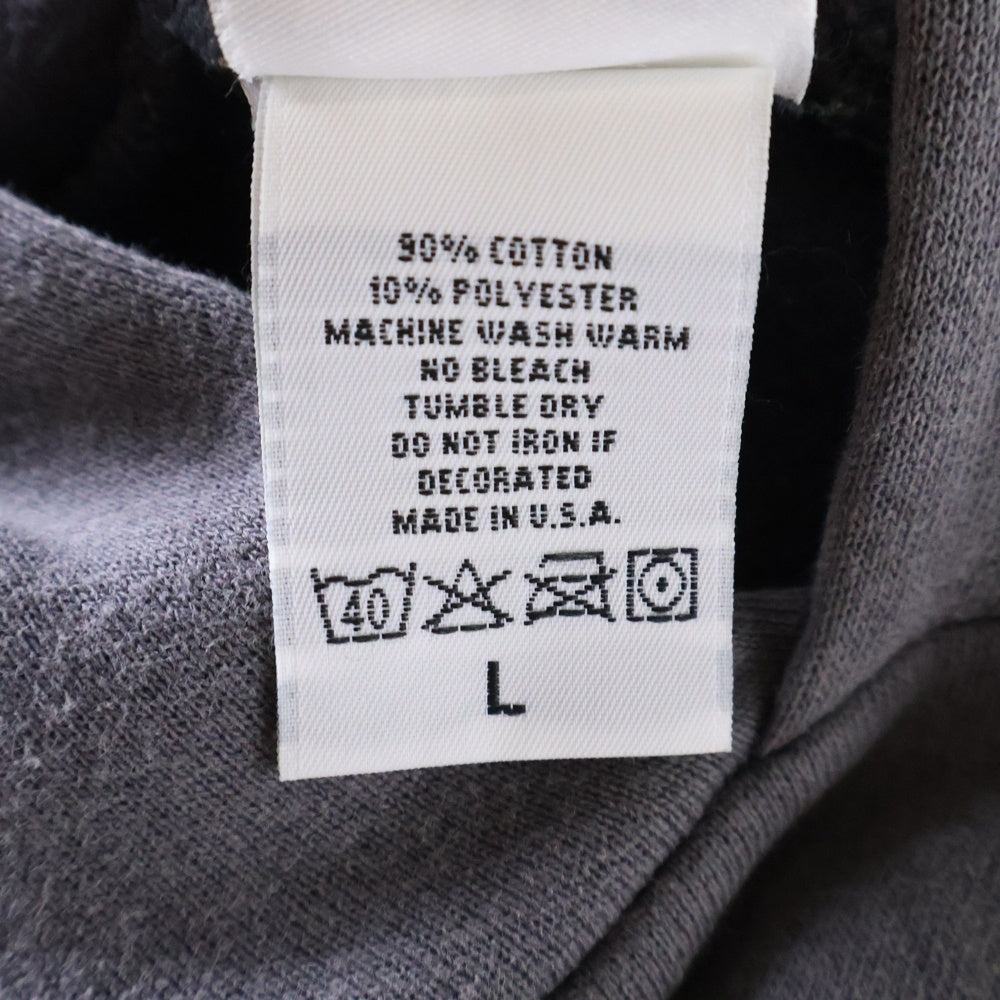 90% COTTON
10% POLYESTER
MACHINE WASH WARM
NO BLEACH
TUMBLE DRY
DO NOT IRON IF
DECORATED
MADE IN U.S.A.
40
L